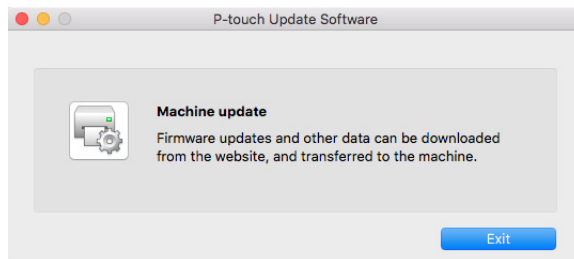 P-touch Update Software
Machine update
Firmware updates and other data can be downloaded
from the website, and transferred to the machine.
Exit